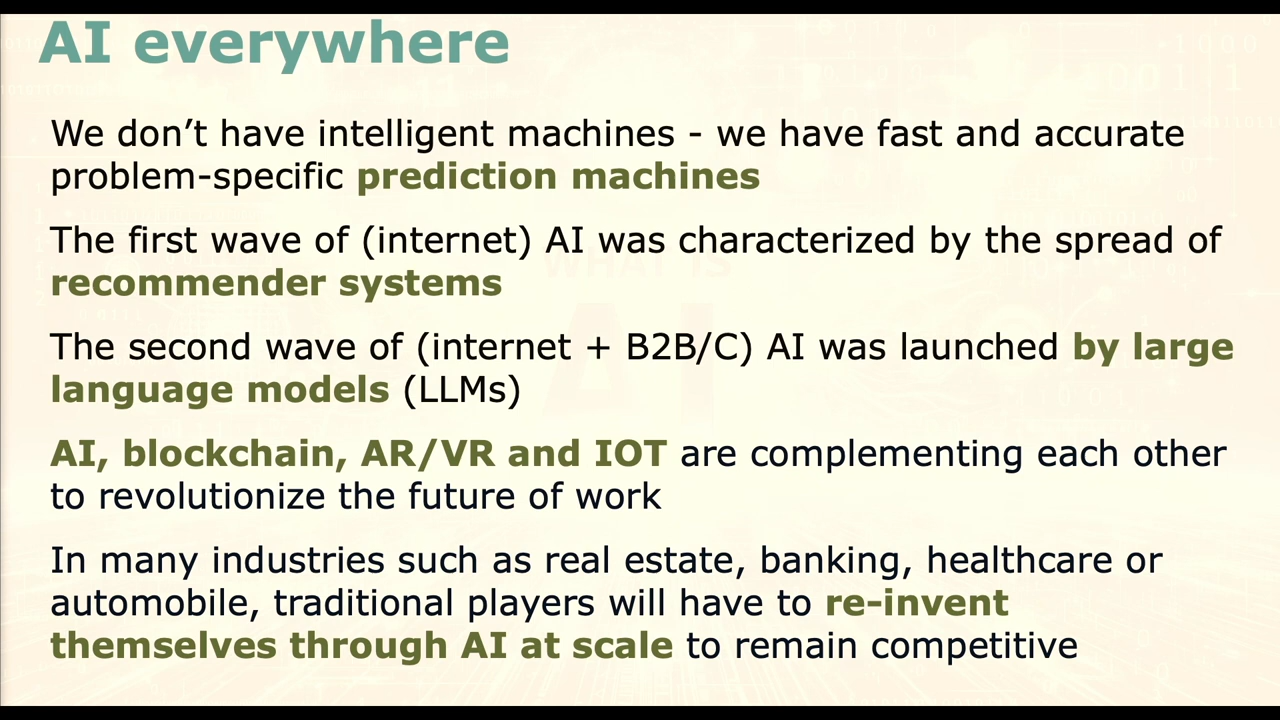 AI everywhere
We don’t have intelligent machines - we have fast and accurate
problem-specific prediction machines
The first wave of (internet) AI was characterized by the spread of
recommender systems
The second wave of (internet + B2B/C) AI was launched by large
language models (LLMs)
AI, blockchain, AR/VR and IOT are complementing each other
to revolutionize the future of work
In many industries such as real estate, banking, healthcare or
automobile, traditional players will have to re-invent
themselves through AI at scale to remain competitive
WHAT IS
AI